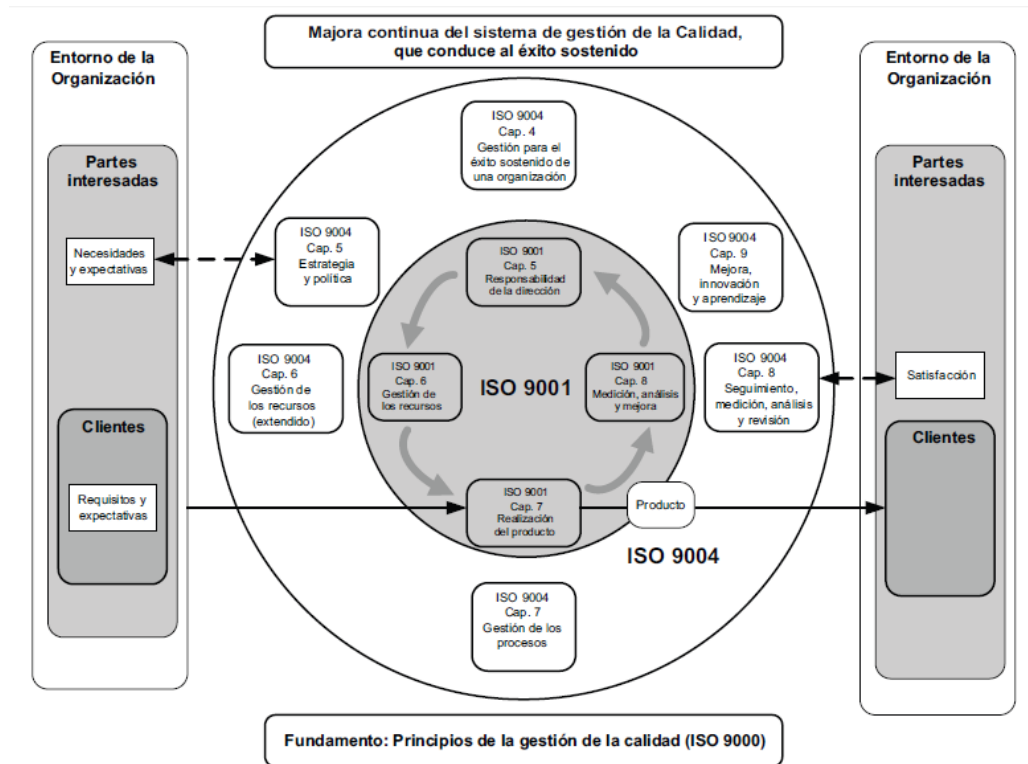 Majora continua del sistema de gestión de la Calidad,
que conduce al éxito sostenido
Entorno de la
Organización
Partes
interesadas
Necesidades
y expectativas
Clientes
Requisitos y
expectativas
ISO 9004
Cap. 4
Gestión para el
éxito sostenido de
una organización
ISO 9004
Cap. 5
Estrategia
y política
ISO 9004
Cap. 9
Mejora,
innovación
y aprendizaje
ISO 9001
Cap. 5
Responsabilidad
de la dirección
ISO 9004
Cap. 6
Gestión de
los recursos
(extendido)
ISO 9001
Cap. 6
Gestión de
los recursos
ISO 9001
ISO 9001
Cap. 8
Medición, análisis
y mejora
ISO 9004
Cap. 8
Seguimiento,
medición, análisis
y revisión
ISO 9001
Cap. 7
Realización
del producto
Producto
ISO 9004
ISO 9004
Cap. 7
Gestión de los
procesos
Entorno de la
Organización
Partes
interesadas
Satisfacción
Clientes
Fundamento: Principios de la gestión de la calidad (ISO 9000)